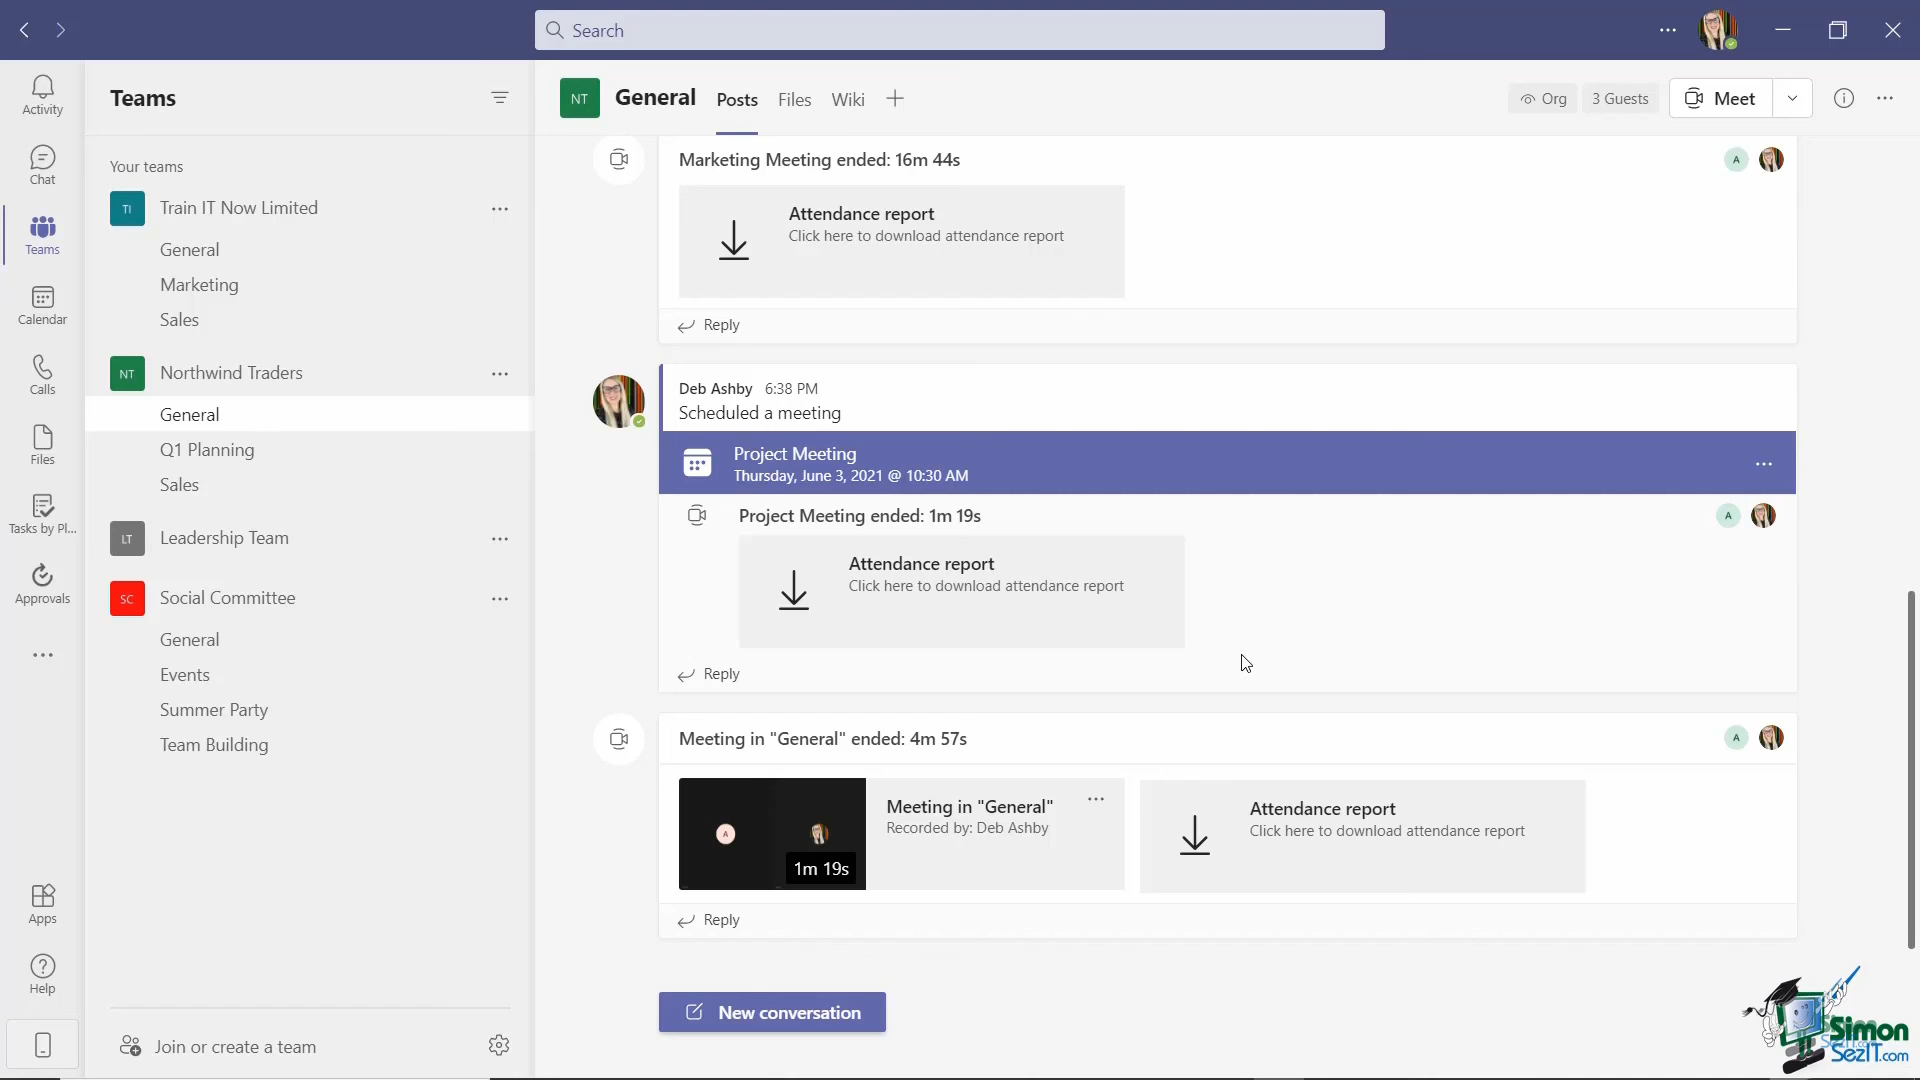 Search
Activity
Chat
Teams
Calendar
Calls
Files
Tasks by Pl...
Approvals
Apps
Help
Teams
Your teams
TI Train IT Now Limited
General
Marketing
Sales
NT Northwind Traders
General
Q1 Planning
Sales
LT Leadership Team
SC Social Committee
General
Events
Summer Party
Team Building
Join or create a team
NT General Posts Files Wiki
Org 3 Guests Meet
Marketing Meeting ended: 16m 44s A
Attendance report
Click here to download attendance report
Reply
Deb Ashby 6:38 PM
Scheduled a meeting
Project Meeting
Thursday, June 3, 2021 @ 10:30 AM
Project Meeting ended: 1m 19s A
Attendance report
Click here to download attendance report
Reply
Meeting in "General" ended: 4m 57s A
A
1m 19s
Meeting in "General"
Recorded by: Deb Ashby
Attendance report
Click here to download attendance report
Reply
New conversation
Simon
SezIT.com